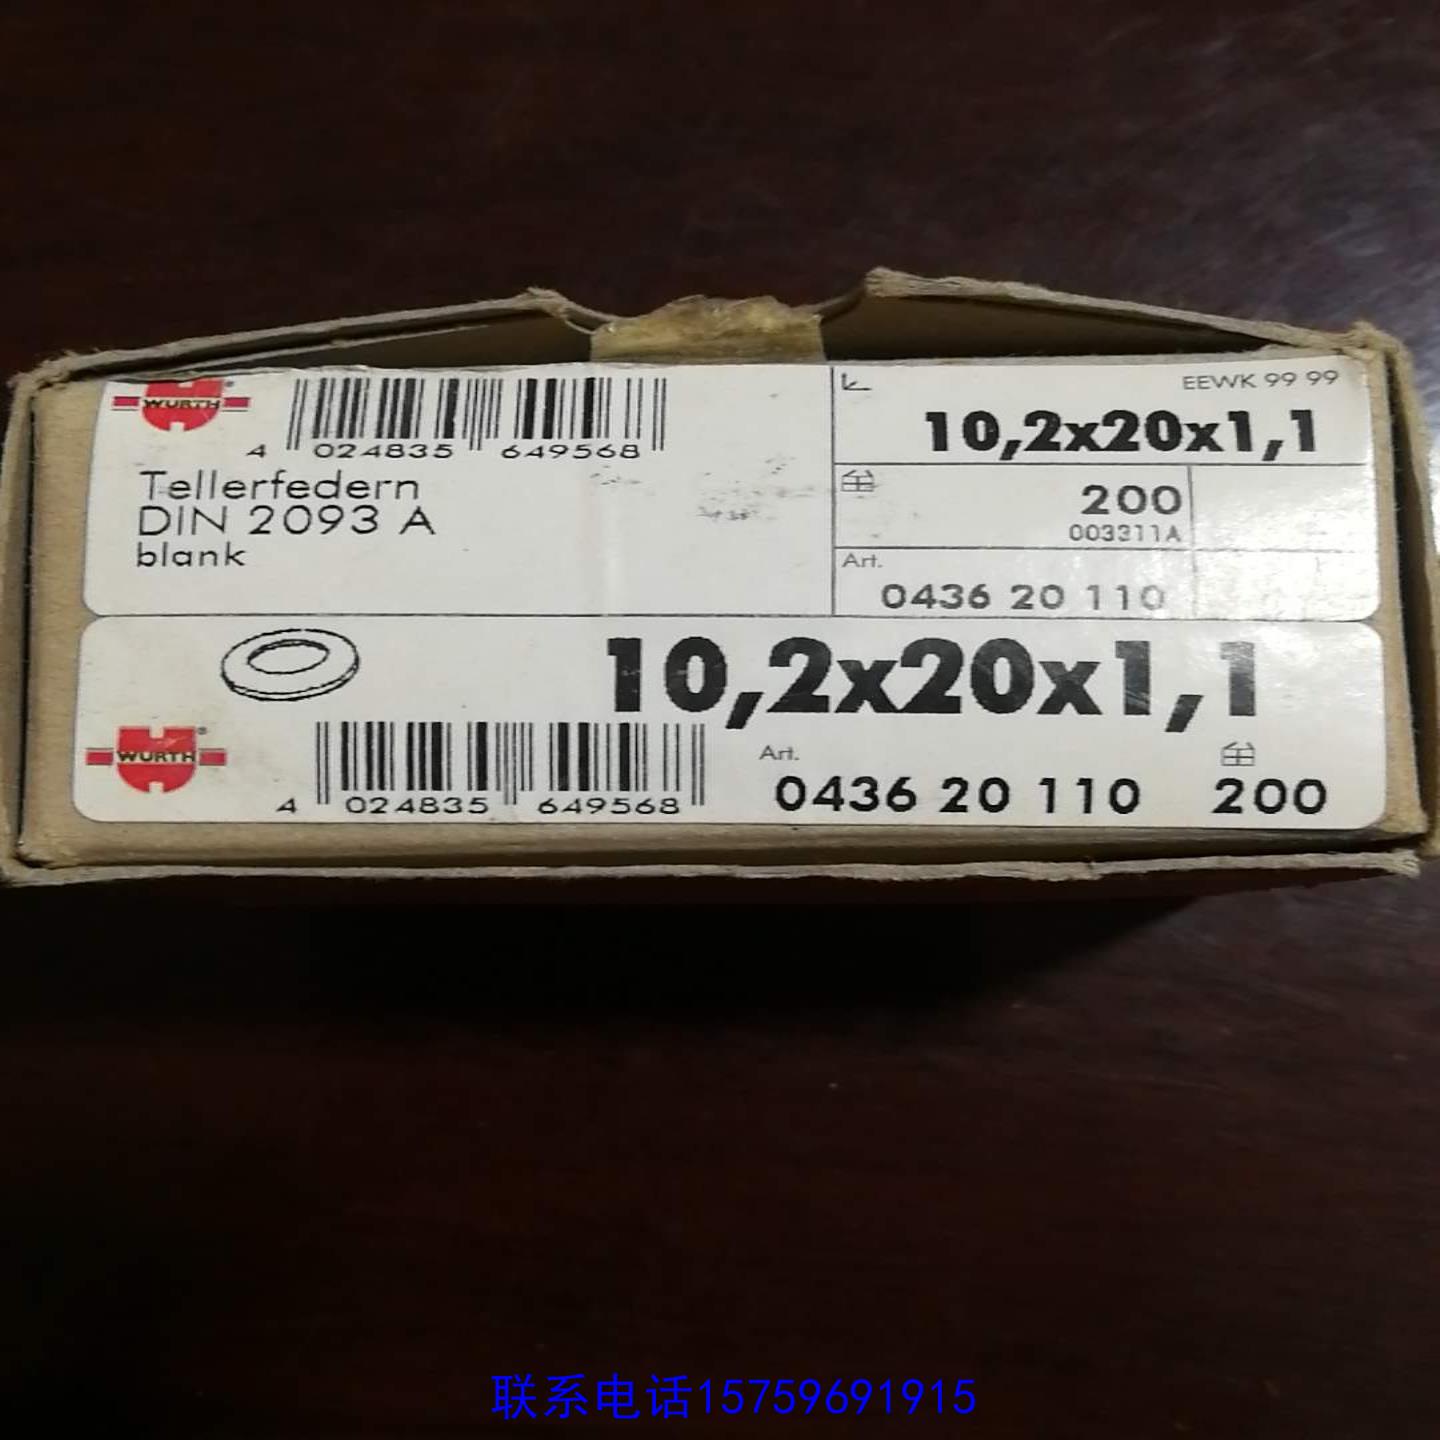 WÜRTH
4 024835 649568
Tellerfedern
DIN 2093 A
blank
EEWK 99 99
10,2x20x1,1
200
003311A
Art.
0436 20 110
10,2x20x1,1
WÜRTH
4 024835 649568
Art.
0436 20 110
200
联系电话15759691915